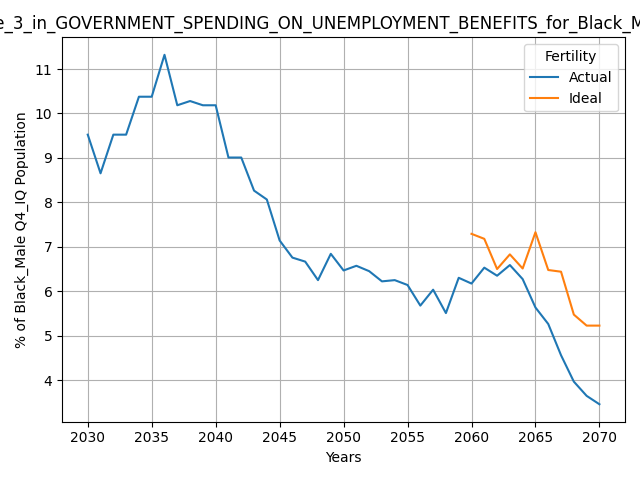 e_3_in_GOVERNMENT_SPENDING_ON_UNEMPLOYMENT_BENEFITS_for_Black_M
Fertility
Actual
Ideal
% of Black_Male Q4_IQ Population
11
10
9
8
7
6
5
4
2030 2035 2040 2045 2050 2055 2060 2065 2070
Years